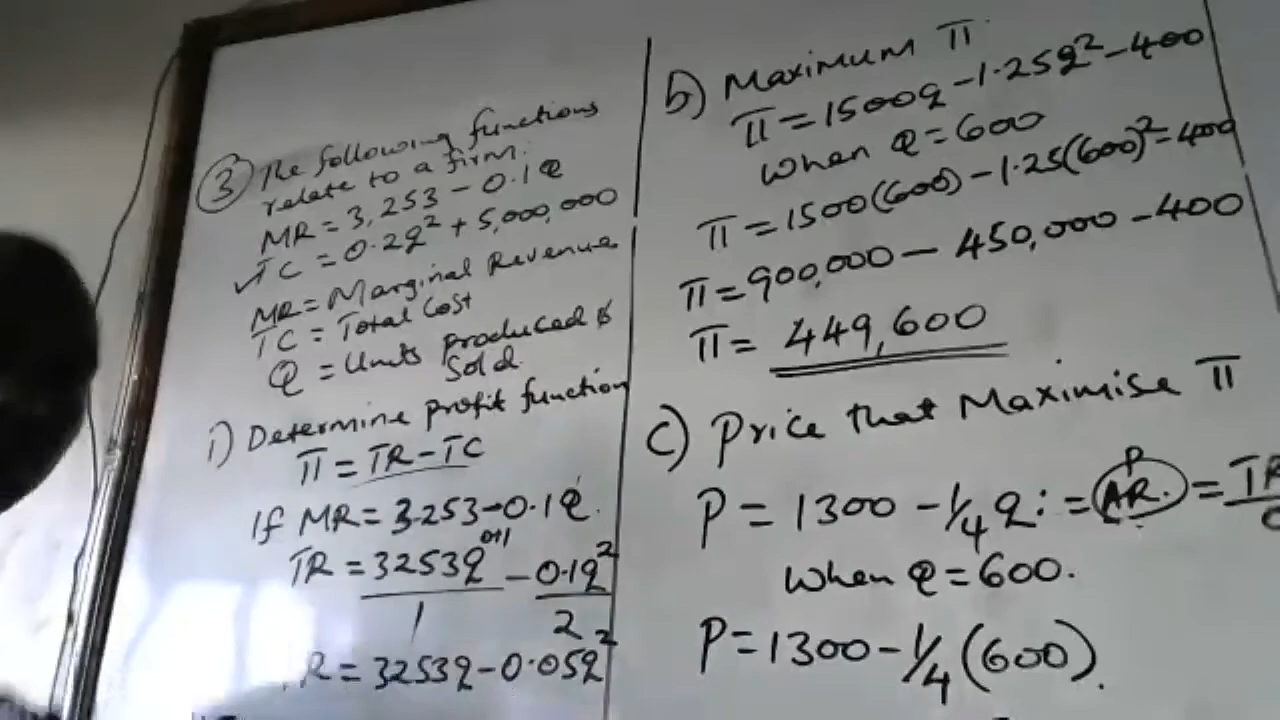 ③ The following functions
relate to a firm:
MR = 3,253 - 0.1Q
✓TC = 0.2q² + 5,000,000
MR = Marginal Revenue
TC = Total Cost
Q = Units produced &
Sold.
i) Determine profit function
π = TR - TC
If MR = 3253 - 0.1Q.
TR = 3253q⁰⁺¹/1 - 0.1q²/2
R = 3253q - 0.05q²
b) Maximum π
π = 1500q - 1.25q² - 400
When Q = 600
π = 1500(600) - 1.25(600)² = 400
π = 900,000 - 450,000 - 400
π = 449,600
c) Price that Maximise π
P
P = 1300 - ¼q: = AR. = TR
When Q = 600.
P = 1300 - ¼(600).